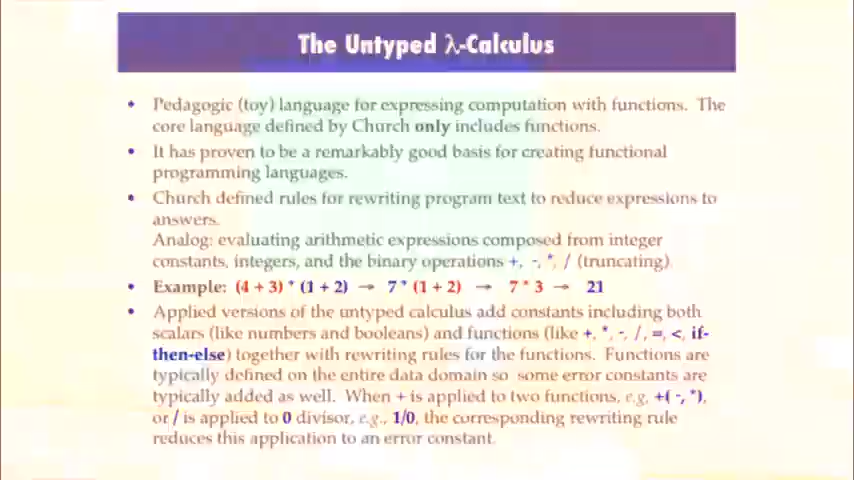 The Untyped λ-Calculus
• Pedagogic (toy) language for expressing computation with functions. The
core language defined by Church only includes functions.
• It has proven to be a remarkably good basis for creating functional
programming languages.
• Church defined rules for rewriting program text to reduce expressions to
answers.
Analog: evaluating arithmetic expressions composed from integer
constants, integers, and the binary operations +, -, *, / (truncating)
• Example: (4 + 3) * (1 + 2) → 7 * (1 + 2) → 7 * 3 → 21
• Applied versions of the untyped calculus add constants including both
scalars (like numbers and booleans) and functions (like +, *, -, /, =, <, if-
then-else) together with rewriting rules for the functions. Functions are
typically defined on the entire data domain so some error constants are
typically added as well. When + is applied to two functions, e.g, +( -, *),
or / is applied to 0 divisor, e.g., 1/0, the corresponding rewriting rule
reduces this application to an error constant.